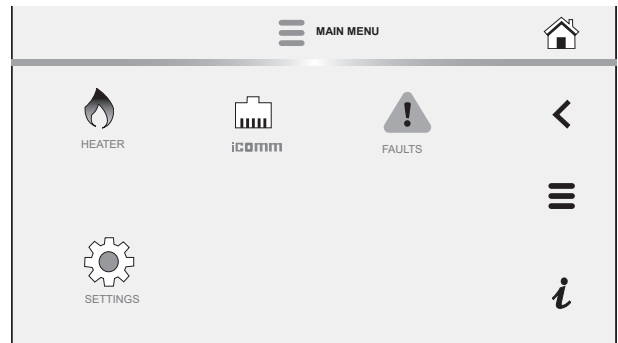 MAIN MENU
HEATER
icomm
FAULTS
SETTINGS
i